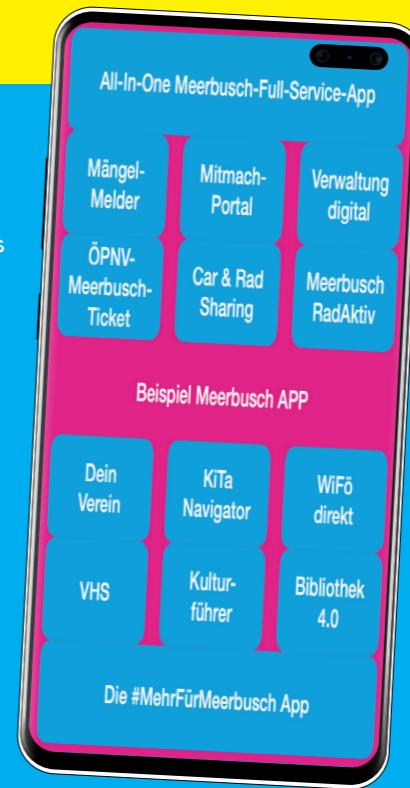 All-In-One Meerbusch-Full-Service-App
Mängel-
Melder
Mitmach-
Portal
Verwaltung
digital
ÖPNV-
Meerbusch-
Ticket
Car & Rad
Sharing
Meerbusch
RadAktiv
Beispiel Meerbusch APP
Dein
Verein
KiTa
Navigator
WiFö
direkt
VHS
Kultur-
führer
Bibliothek
4.0
Die #MehrFürMeerbusch App